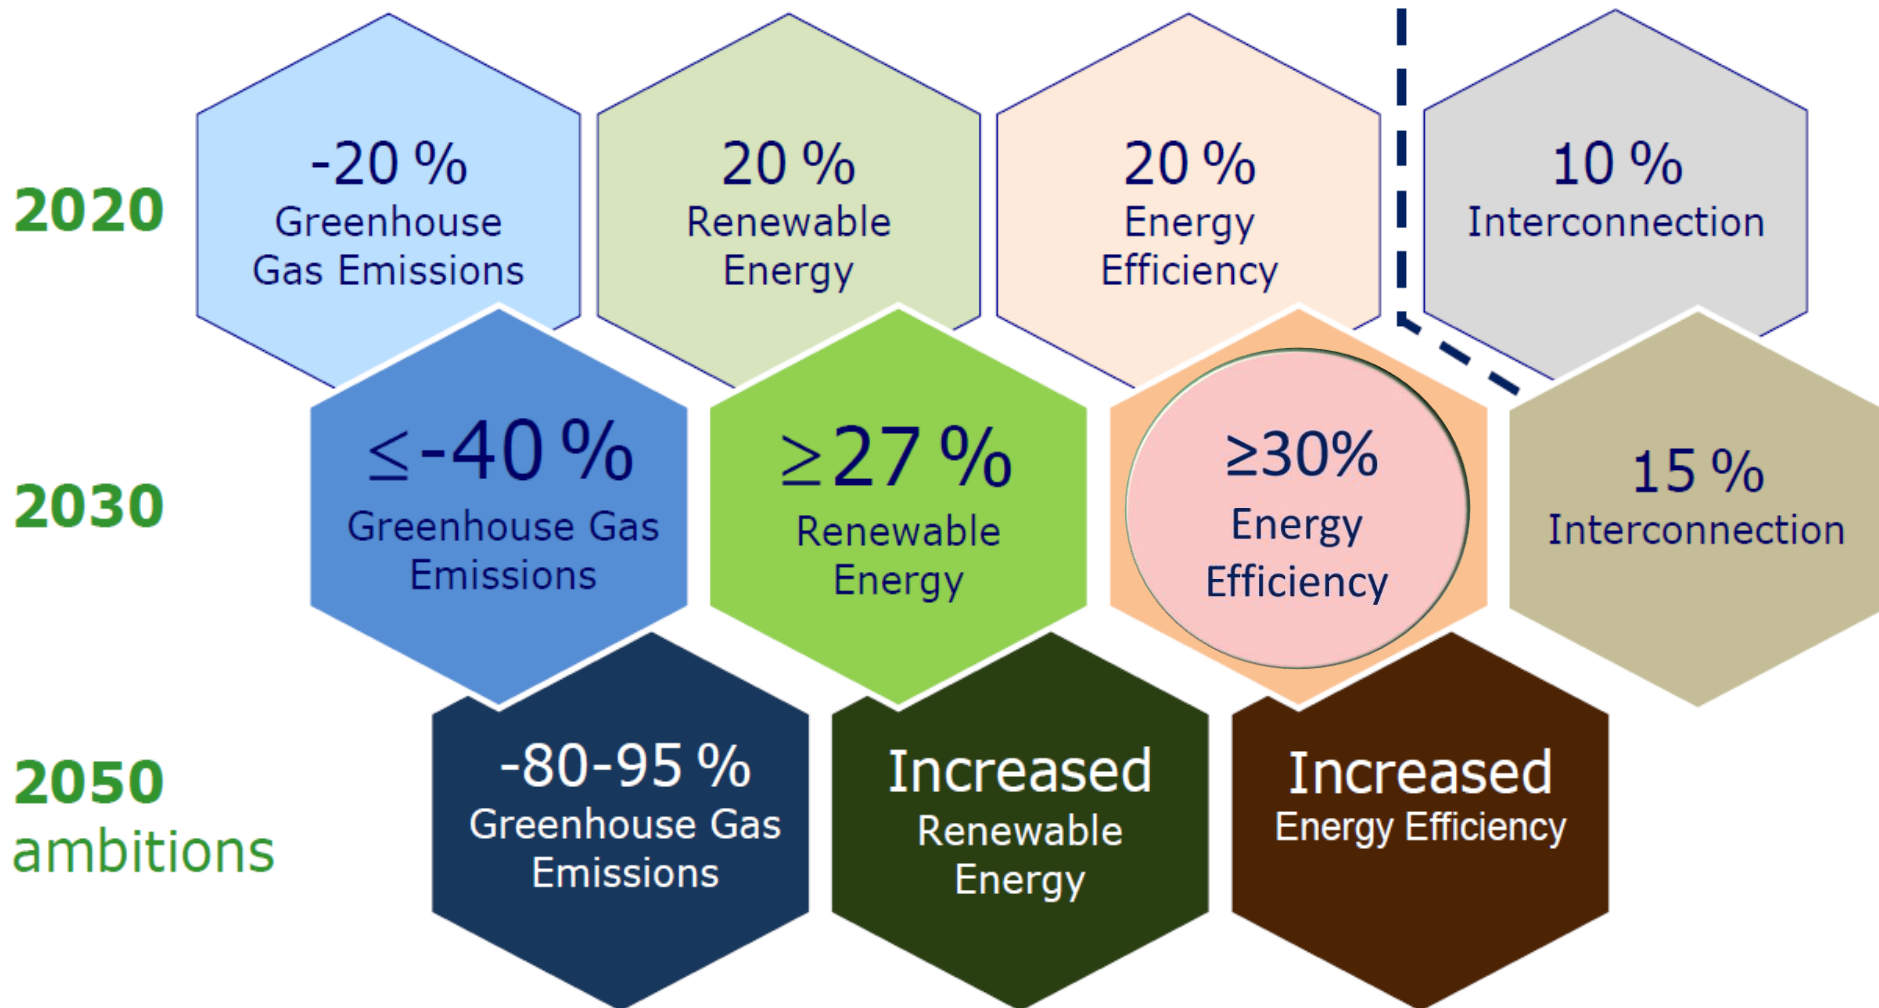 2020
-20 %
Greenhouse
Gas Emissions
20 %
Renewable
Energy
20 %
Energy
Efficiency
10 %
Interconnection
2030
≤-40 %
Greenhouse Gas
Emissions
≥27 %
Renewable
Energy
≥30%
Energy
Efficiency
15 %
Interconnection
2050
ambitions
-80-95 %
Greenhouse Gas
Emissions
Increased
Renewable
Energy
Increased
Energy Efficiency